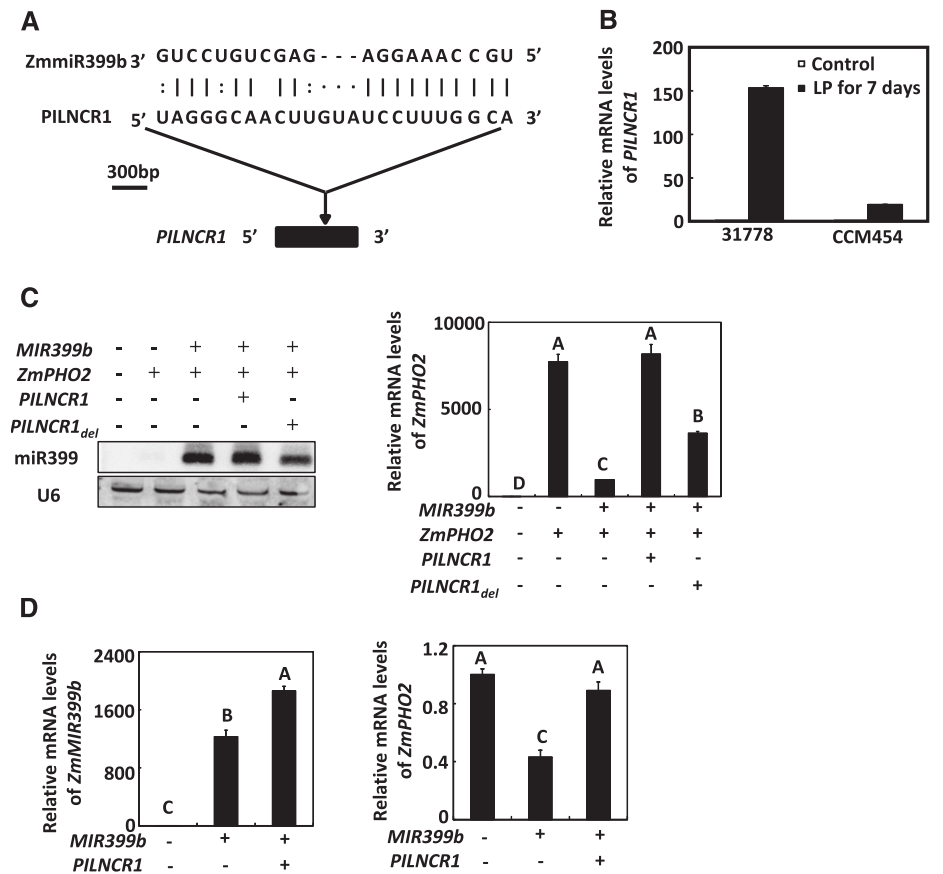 A
ZmmiR399b 3’ GUCCUGUCGAG---AGGAAACCGU 5’
PILNCR1 5’ UAGGGCAACUUGUAUCCUUUGGCA 3’
300bp
PILNCR1 5’ 3’
B
Relative mRNA levels
of PILNCR1
200
150
100
50
0
Control
LP for 7 days
31778 CCM454
C
MIR399b - - + + +
ZmPHO2 - + + + +
PILNCR1 - - - + -
PILNCR1del - - - - +
miR399
U6
Relative mRNA levels
of ZmPHO2
10000
5000
0
D A C A B
MIR399b - - + + +
ZmPHO2 - + + + +
PILNCR1 - - - + -
PILNCR1del - - - - +
D
Relative mRNA levels
of ZmMIR399b
2400
1600
800
0
C B A
MIR399b - + +
PILNCR1 - - +
Relative mRNA levels
of ZmPHO2
1.2
0.8
0.4
0
A C A
MIR399b - + +
PILNCR1 - - +